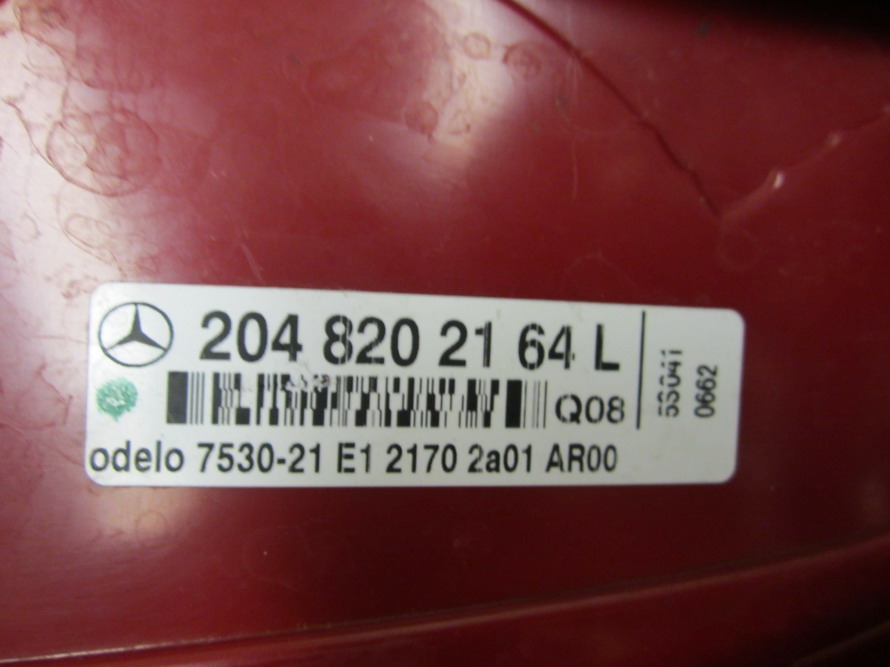 204 820 21 64 L
Q08
odelo 7530-21 E1 2170 2a01 AR00
0662